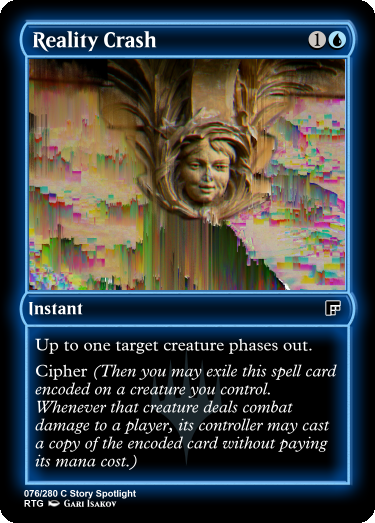 Reality Crash 1
Instant
Up to one target creature phases out.
Cipher (Then you may exile this spell card
encoded on a creature you control.
Whenever that creature deals combat
damage to a player, its controller may cast
a copy of the encoded card without paying
its mana cost.)
076/280 C Story Spotlight
RTG Gari Isakov